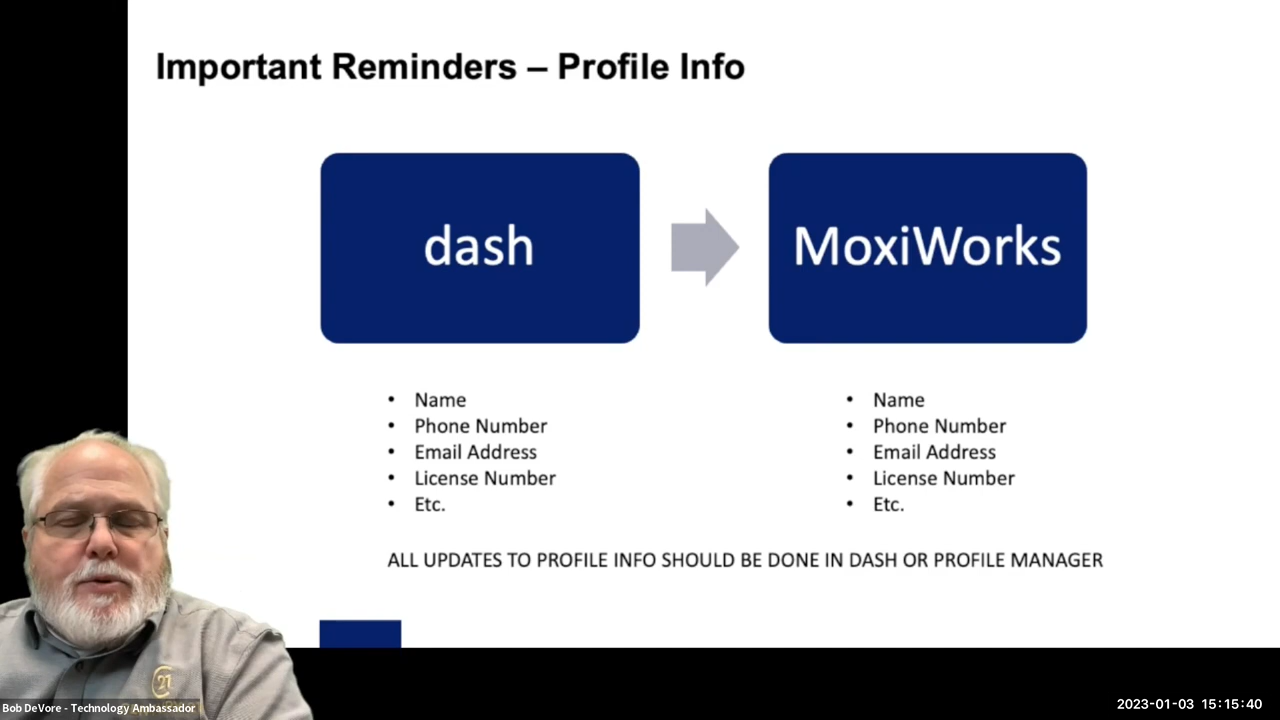 Important Reminders – Profile Info
dash
MoxiWorks
• Name
• Phone Number
• Email Address
• License Number
• Etc.
• Name
• Phone Number
• Email Address
• License Number
• Etc.
ALL UPDATES TO PROFILE INFO SHOULD BE DONE IN DASH OR PROFILE MANAGER
C21
Bob DeVore - Technology Ambassador
2023-01-03 15:15:40